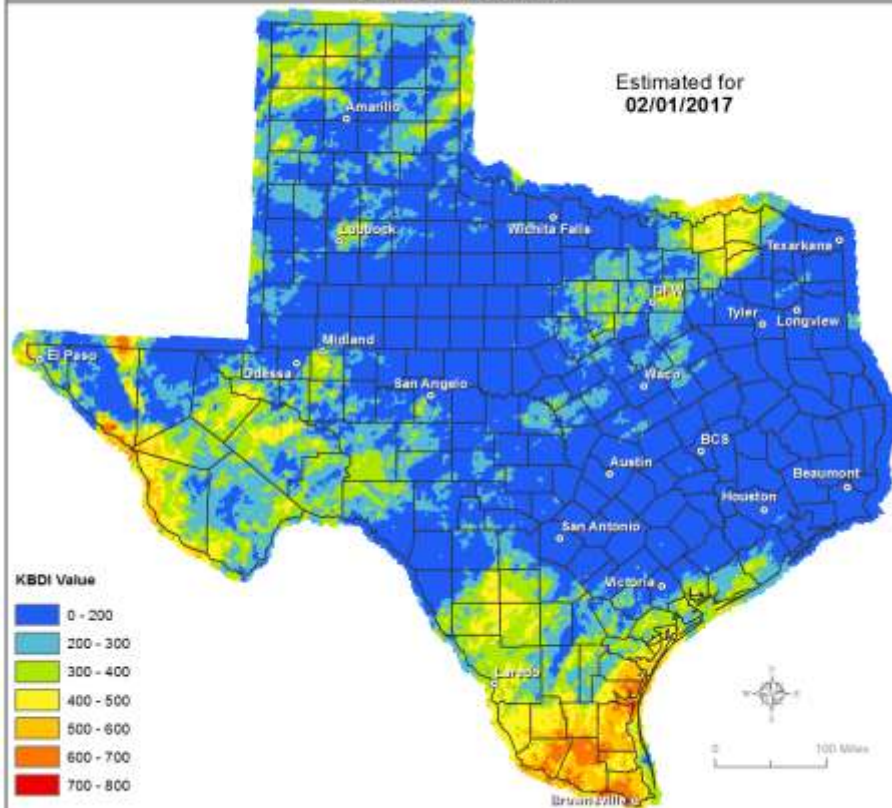 Estimated for
02/01/2017
Amarillo
Lubbock
Wichita Falls
Texarkana
DFW
Tyler
Longview
El Paso
Midland
Odessa
San Angelo
Waco
BCS
Austin
Beaumont
Houston
San Antonio
Victoria
Laredo
Brownsville
KBDI Value
0 - 200
200 - 300
300 - 400
400 - 500
500 - 600
600 - 700
700 - 800
0 100 Miles